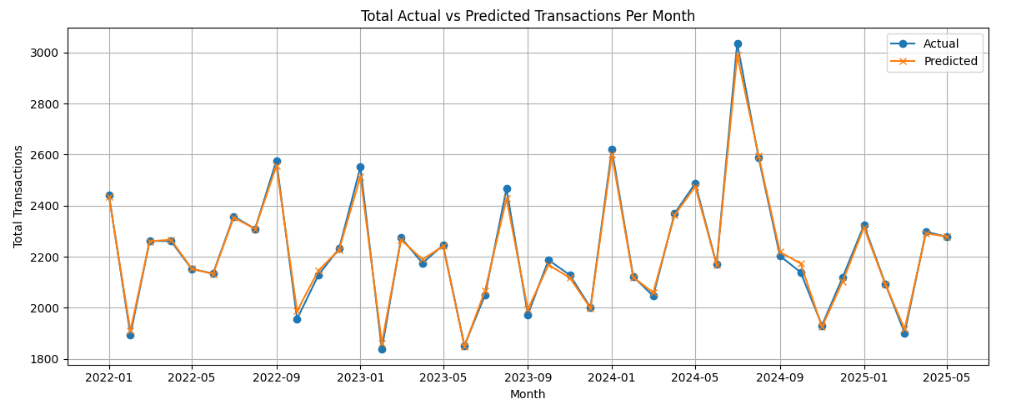 Total Actual vs Predicted Transactions Per Month
Actual
Predicted
Total Transactions
3000
2800
2600
2400
2200
2000
1800
2022-01 2022-05 2022-09 2023-01 2023-05 2023-09 2024-01 2024-05 2024-09 2025-01 2025-05
Month